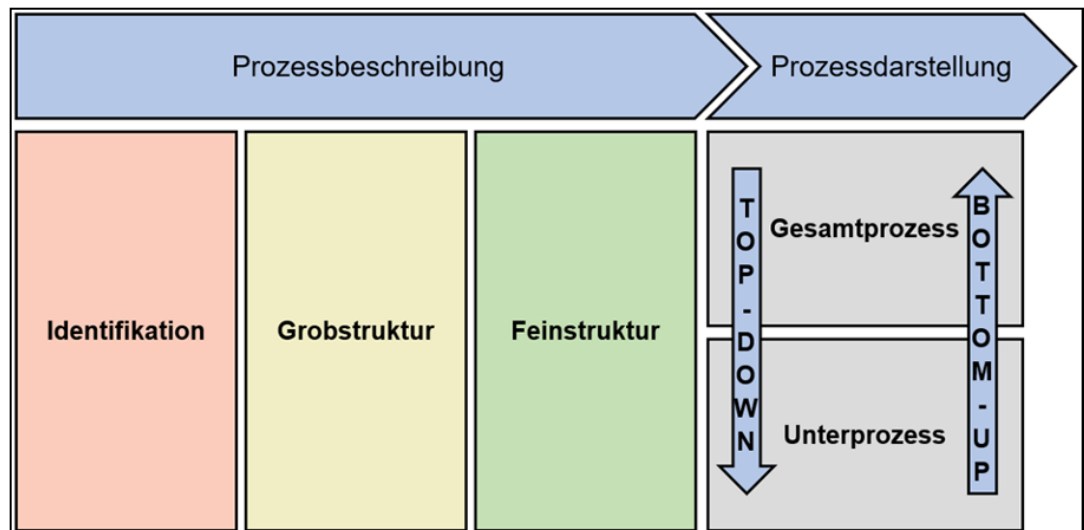 Prozessbeschreibung
Prozessdarstellung
Identifikation
Grobstruktur
Feinstruktur
TOP-DOWN
Gesamtprozess
BOTTOM-UP
Unterprozess